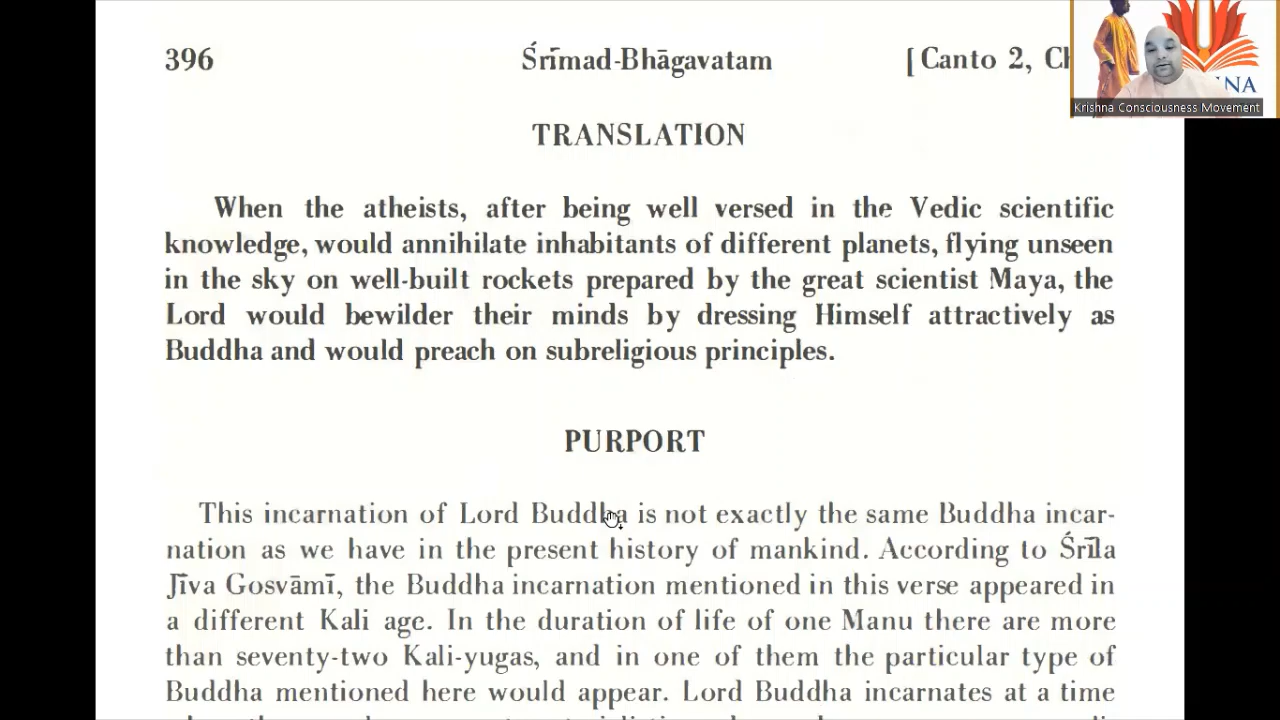 396 Śrīmad-Bhāgavatam [Canto 2,
NA
Krishna Consciousness Movement
TRANSLATION
When the atheists, after being well versed in the Vedic scientific
knowledge, would annihilate inhabitants of different planets, flying unseen
in the sky on well-built rockets prepared by the great scientist Maya, the
Lord would bewilder their minds by dressing Himself attractively as
Buddha and would preach on subreligious principles.
PURPORT
This incarnation of Lord Buddha is not exactly the same Buddha incar-
nation as we have in the present history of mankind. According to Śrīla
Jīva Gosvāmī, the Buddha incarnation mentioned in this verse appeared in
a different Kali age. In the duration of life of one Manu there are more
than seventy-two Kali-yugas, and in one of them the particular type of
Buddha mentioned here would appear. Lord Buddha incarnates at a time